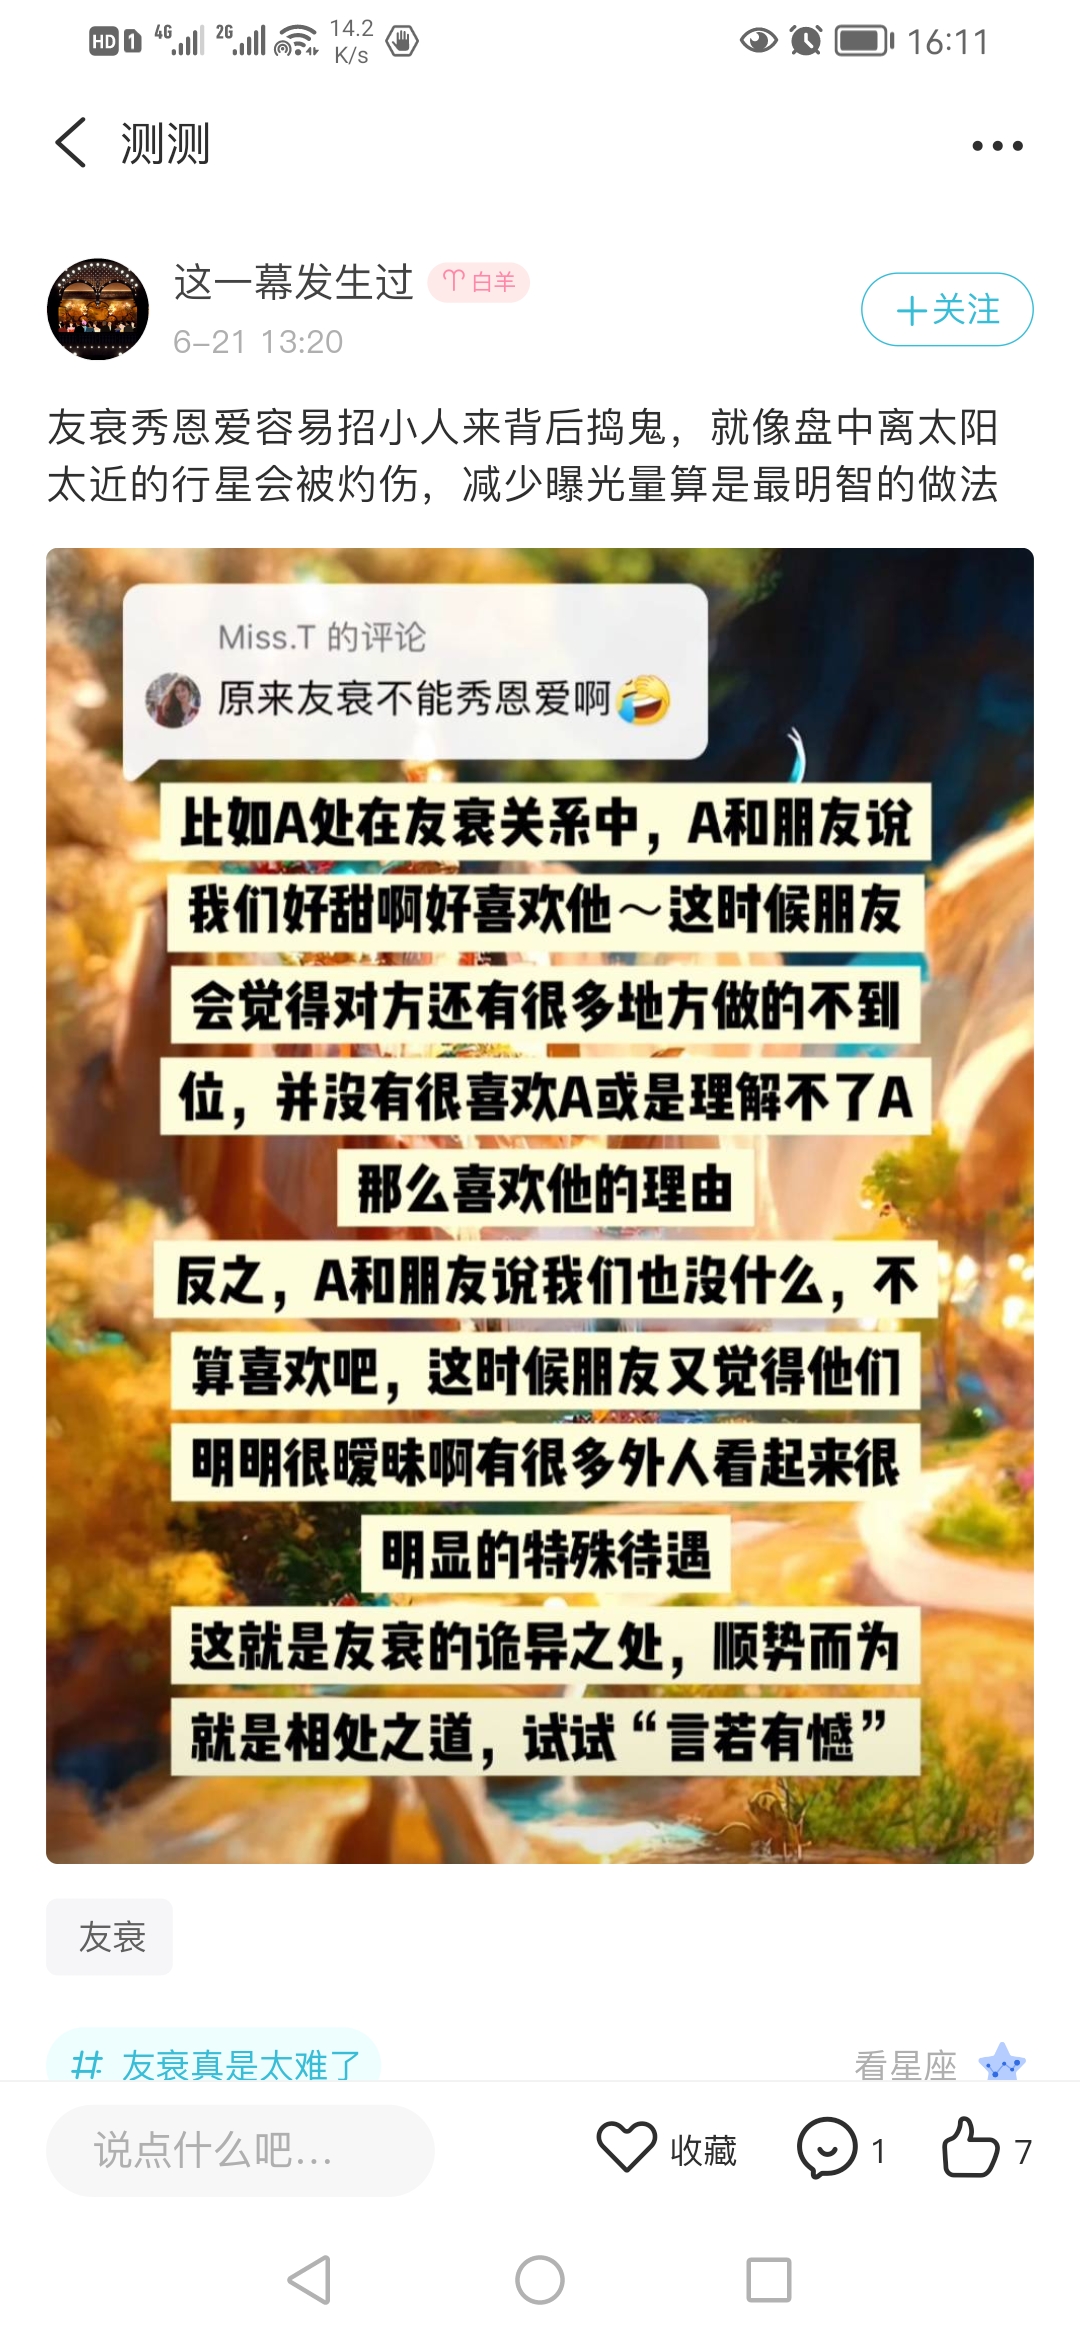 HD 1 4G 2G 14.2 K/s 16:11
测测
这一幕发生过 白羊
6-21 13:20
+关注
友衰秀恩爱容易招小人来背后捣鬼，就像盘中离太阳
太近的行星会被灼伤，减少曝光量算是最明智的做法
Miss.T 的评论
原来友衰不能秀恩爱啊🤣
比如A处在友衰关系中，A和朋友说
我们好甜啊好喜欢他～这时候朋友
会觉得对方还有很多地方做的不到
位，并没有很喜欢A或是理解不了A
那么喜欢他的理由
反之，A和朋友说我们也没什么，不
算喜欢吧，这时候朋友又觉得他们
明明很暧昧啊有很多外人看起来很
明显的特殊待遇
这就是友衰的诡异之处，顺势而为
就是相处之道，试试“言若有憾”
友衰
# 友衰真是太难了
看星座
说点什么吧...
收藏 1 7